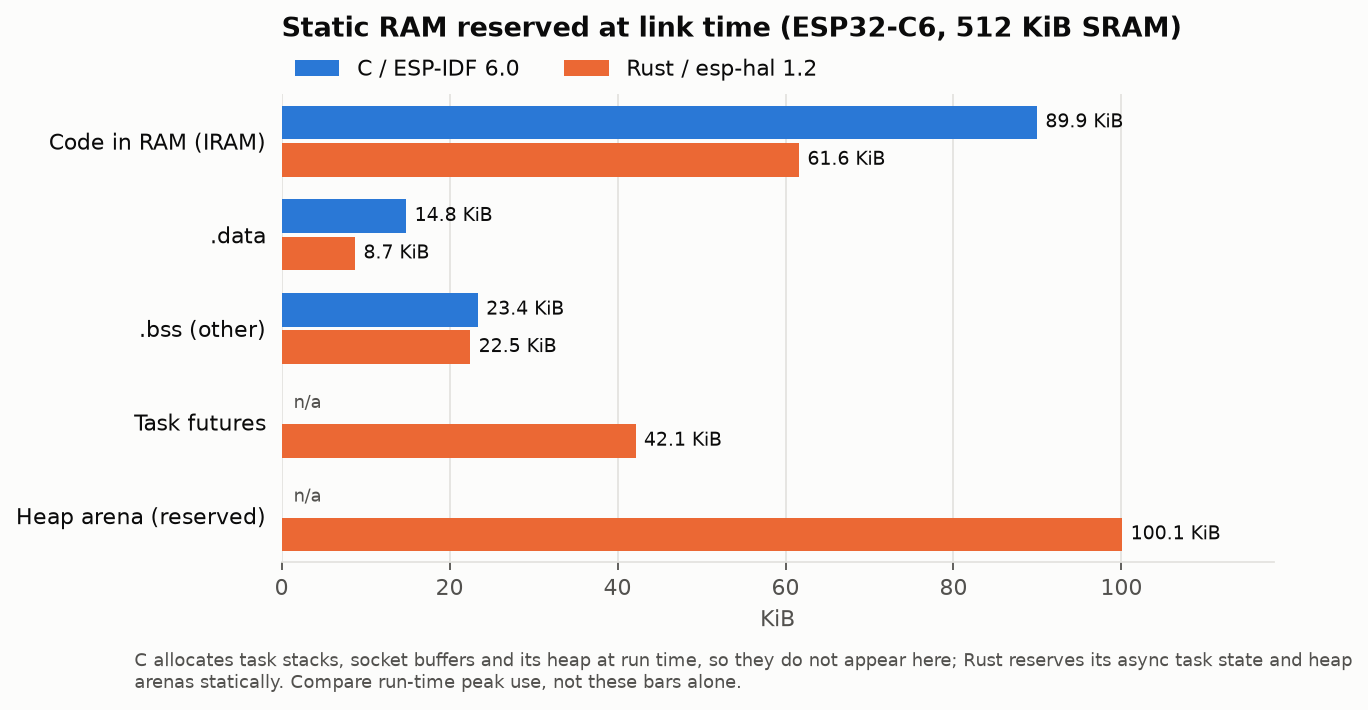 Static RAM reserved at link time (ESP32-C6, 512 KiB SRAM)
C / ESP-IDF 6.0
Rust / esp-hal 1.2
Code in RAM (IRAM)
89.9 KiB
61.6 KiB
.data
14.8 KiB
8.7 KiB
.bss (other)
23.4 KiB
22.5 KiB
Task futures
n/a
42.1 KiB
Heap arena (reserved)
n/a
100.1 KiB
0 20 40 60 80 100
KiB
C allocates task stacks, socket buffers and its heap at run time, so they do not appear here; Rust reserves its async task state and heap
arenas statically. Compare run-time peak use, not these bars alone.